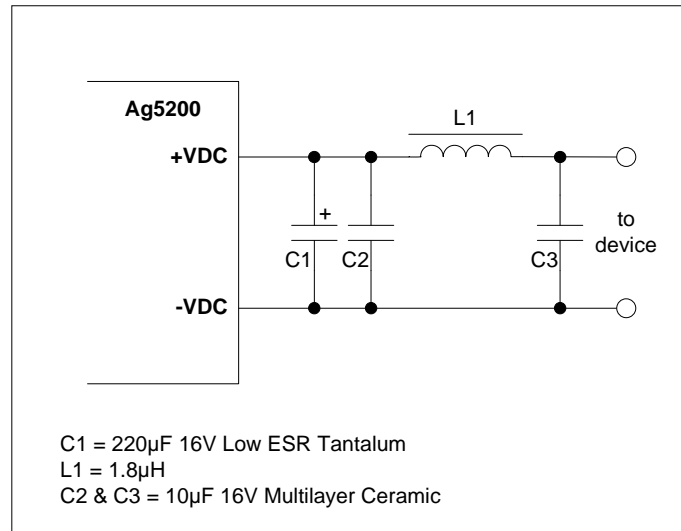 Ag5200
L1
+VDC
+
to
device
C1
C2
C3
-VDC
C1 = 220µF 16V Low ESR Tantalum
L1 = 1.8µH
C2 & C3 = 10µF 16V Multilayer Ceramic